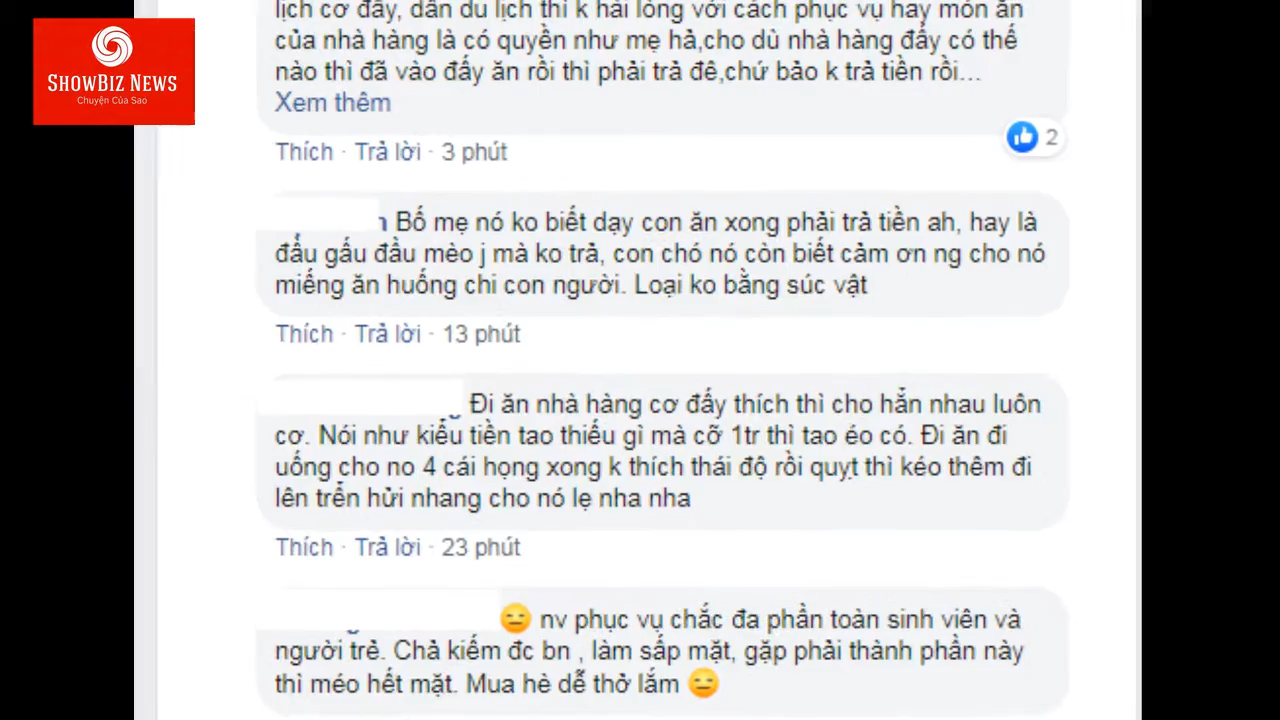 lịch cơ đấy, dân du lịch thì k hài lòng với cách phục vụ hay món ăn
của nhà hàng là có quyền như mẹ hả,cho dù nhà hàng đấy có thế
nào thì đã vào đấy ăn rồi thì phải trả đê,chứ bảo k trả tiền rồi...
Xem thêm
SHOWBIZ NEWS
Chuyện Của Sao
Thích · Trả lời · 3 phút
2
Bố mẹ nó ko biết dạy con ăn xong phải trả tiền ah, hay là
đấu gấu đầu mèo j mà ko trả, con chó nó còn biết cảm ơn ng cho nó
miếng ăn huống chi con người. Loại ko bằng súc vật
Thích · Trả lời · 13 phút
Đi ăn nhà hàng cơ đấy thích thì cho hẳn nhau luôn
cơ. Nói như kiểu tiền tao thiếu gì mà cỡ 1tr thì tao éo có. Đi ăn đi
uống cho no 4 cái họng xong k thích thái độ rồi quỵt thì kéo thêm đi
lên trển hửi nhang cho nó lẹ nha nha
Thích · Trả lời · 23 phút
😑 nv phục vụ chắc đa phần toàn sinh viên và
người trẻ. Chả kiếm đc bn , làm sấp mặt, gặp phải thành phần này
thì méo hết mặt. Mua hè dễ thở lắm 😑